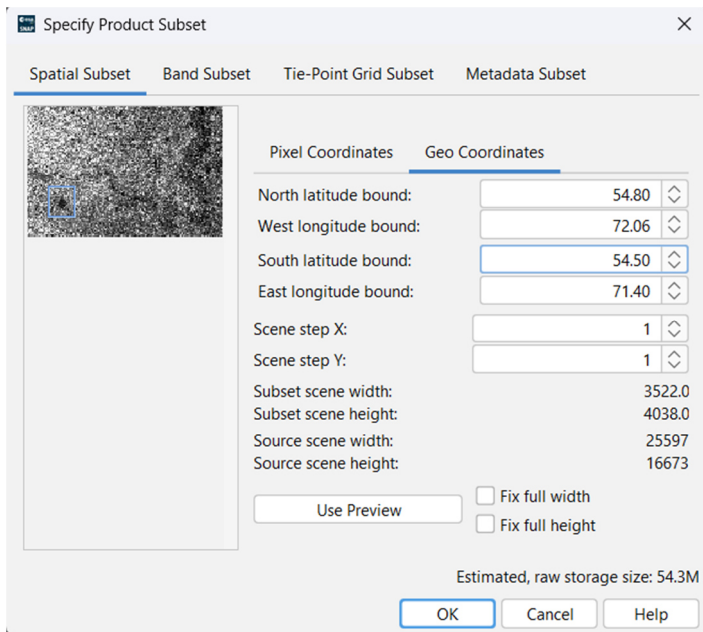 esa
SNAP
Specify Product Subset
Spatial Subset Band Subset Tie-Point Grid Subset Metadata Subset
Pixel Coordinates Geo Coordinates
North latitude bound: 54.80
West longitude bound: 72.06
South latitude bound: 54.50
East longitude bound: 71.40
Scene step X: 1
Scene step Y: 1
Subset scene width: 3522.0
Subset scene height: 4038.0
Source scene width: 25597
Source scene height: 16673
Use Preview
Fix full width
Fix full height
Estimated, raw storage size: 54.3M
OK Cancel Help